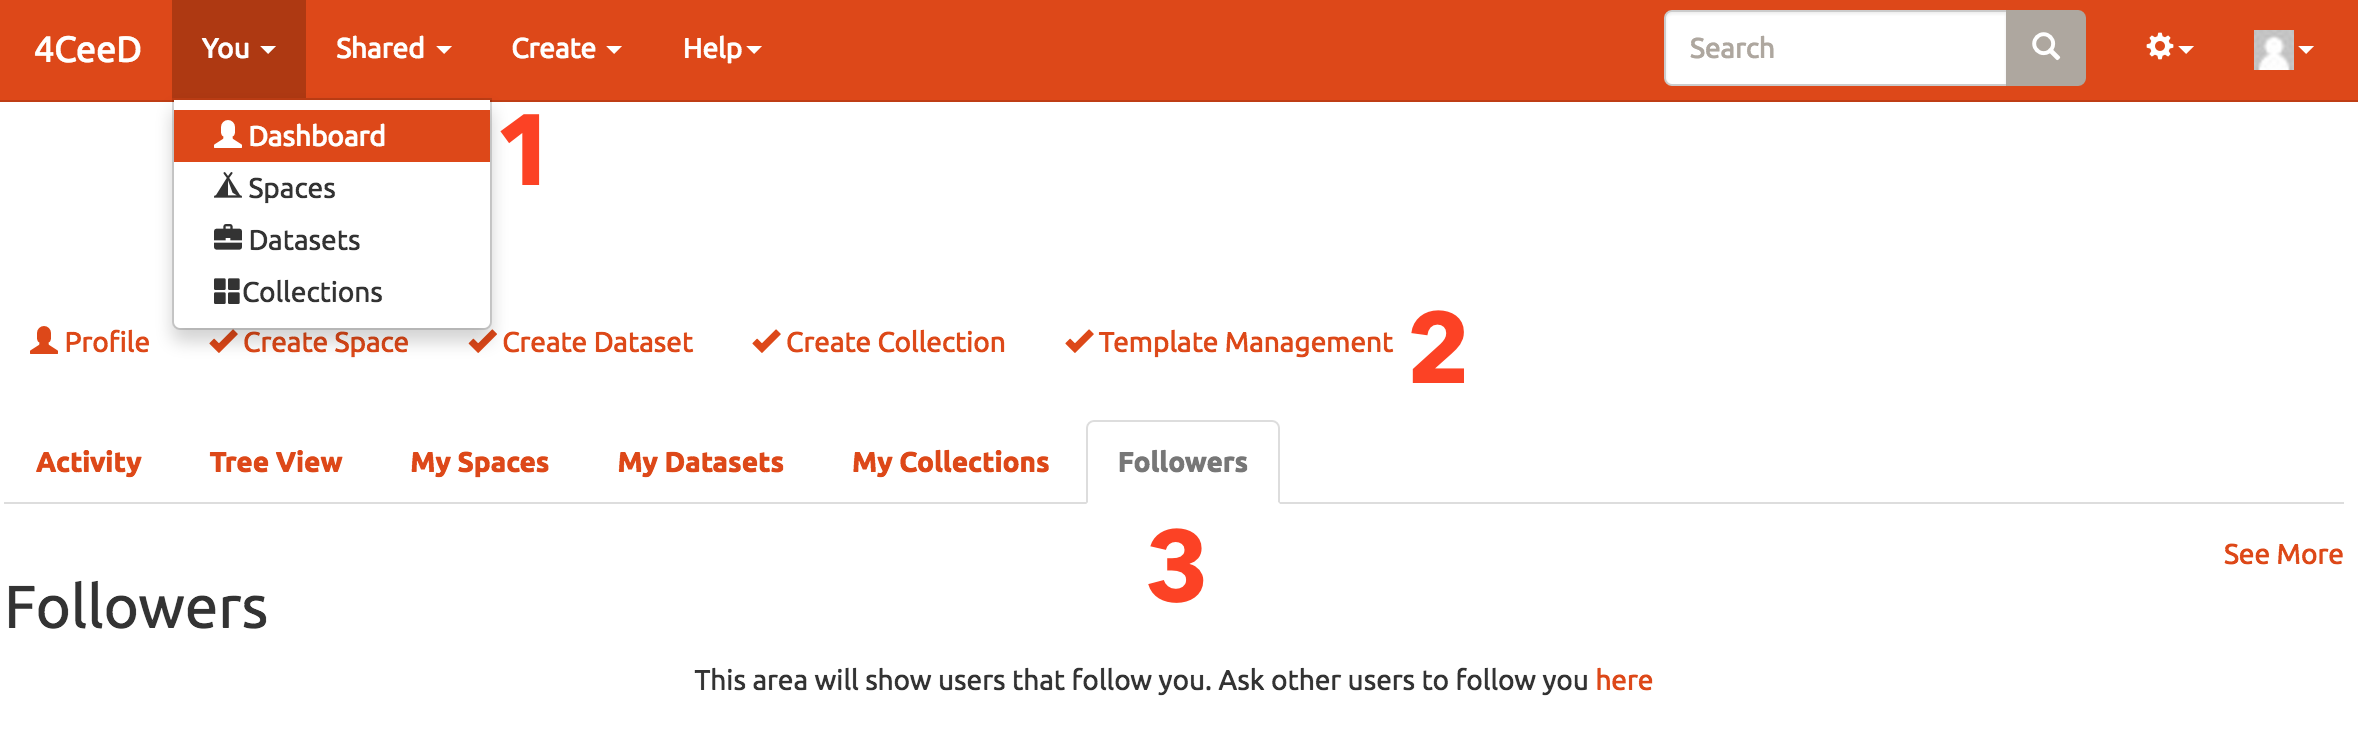 4CeeD You Shared Create Help Search
Dashboard 1
Spaces
Datasets
Collections
Profile Create Space Create Dataset Create Collection Template Management 2
Activity Tree View My Spaces My Datasets My Collections Followers
3
See More
Followers
This area will show users that follow you. Ask other users to follow you here